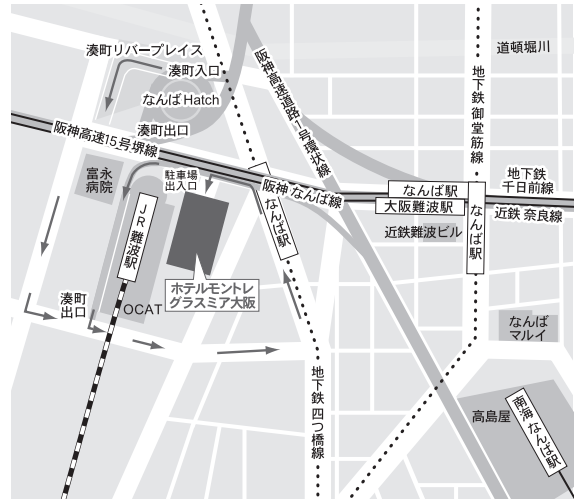 湊町リバープレイス
湊町入口
なんばHatch
湊町出口
阪神高速15号堺線
阪神高速道路1号環状線
道頓堀川
地下鉄御堂筋線
富永
病院
駐車場
出入口
阪神 なんば線
なんば駅
大阪難波駅
地下鉄
千日前線
近鉄 奈良線
近鉄難波ビル
なんば駅
なんば駅
JR難波駅
ホテルモントレ
グラスミア大阪
湊町
出口
OCAT
地下鉄四つ橋線
なんば
マルイ
高島屋
南海なんば駅